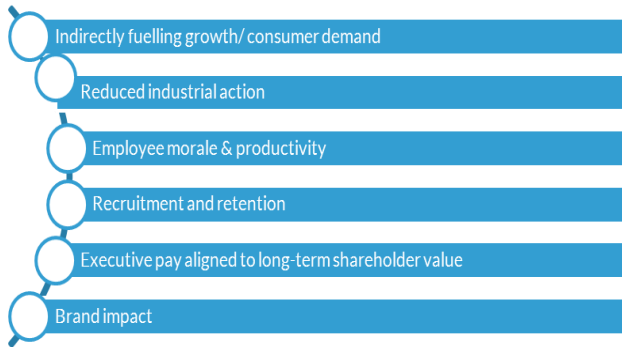 Indirectly fuelling growth/ consumer demand
Reduced industrial action
Employee morale & productivity
Recruitment and retention
Executive pay aligned to long-term shareholder value
Brand impact